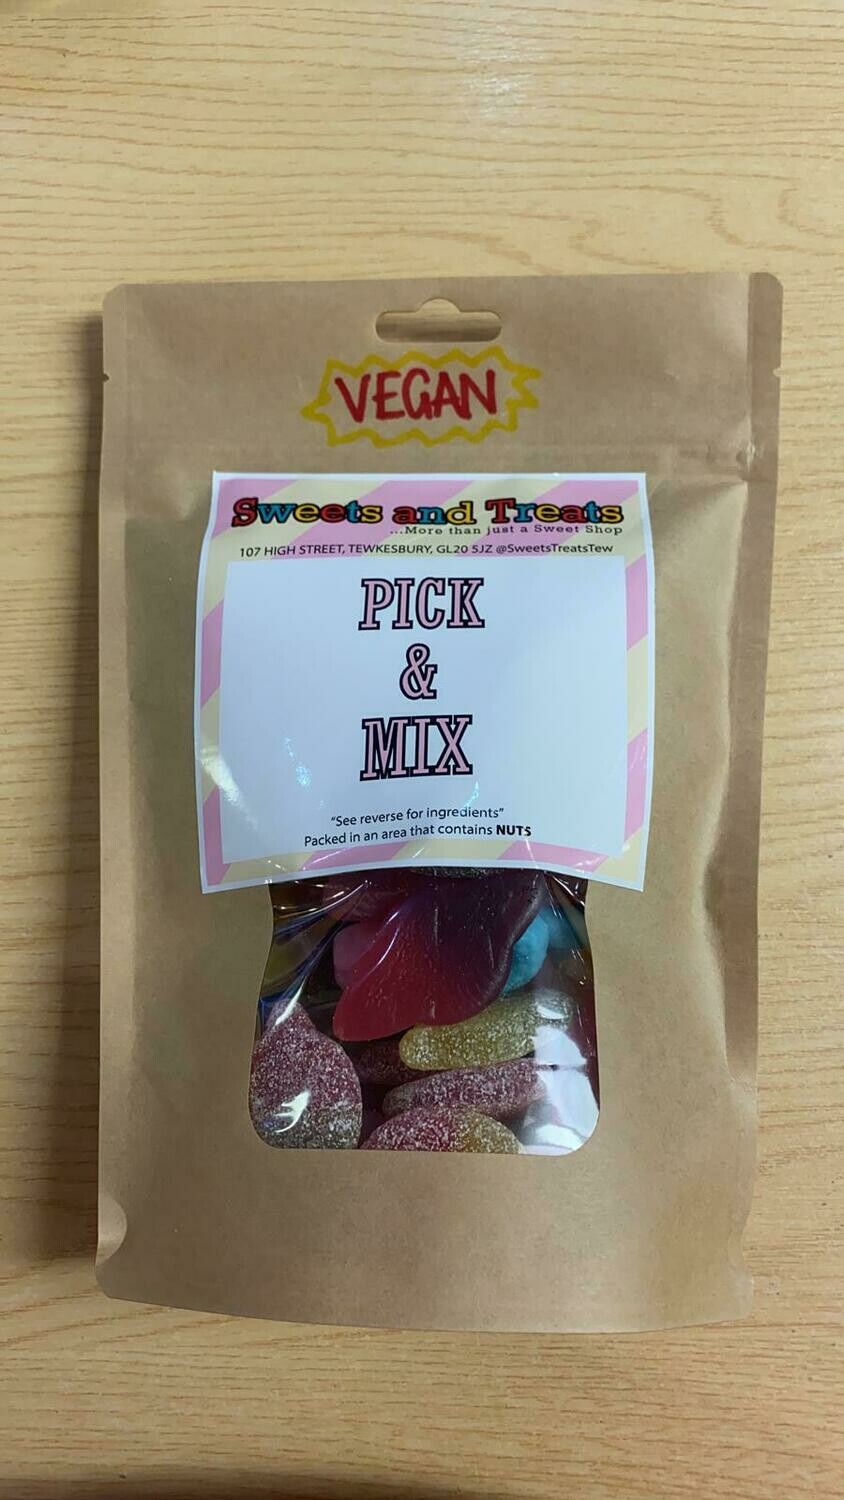 VEGAN
Sweets and Treats
...More than just a Sweet Shop
107 HIGH STREET, TEWKESBURY, GL20 5JZ @SweetsTreatsTew
PICK
&
MIX
"See reverse for ingredients"
Packed in an area that contains NUTS